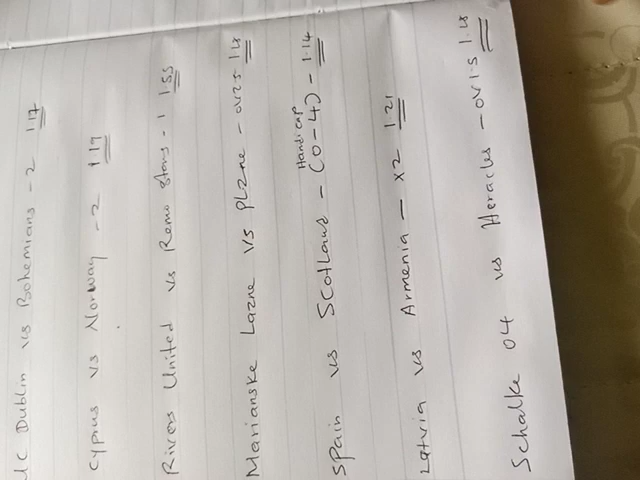 UC Dublin vs Bohemians - 2 1.17
Cyprus vs Norway - 2 1.19
Rivers United vs Remo Stars - 1 1.55
Marianske Lazne vs Plzne - ov2.5 1.18
Spain vs Scotland - Handicap (0-4) - 1.14
Latvia vs Armenia - X2 1.21
Schalke 04 vs Heracles - ov1.5 1.18